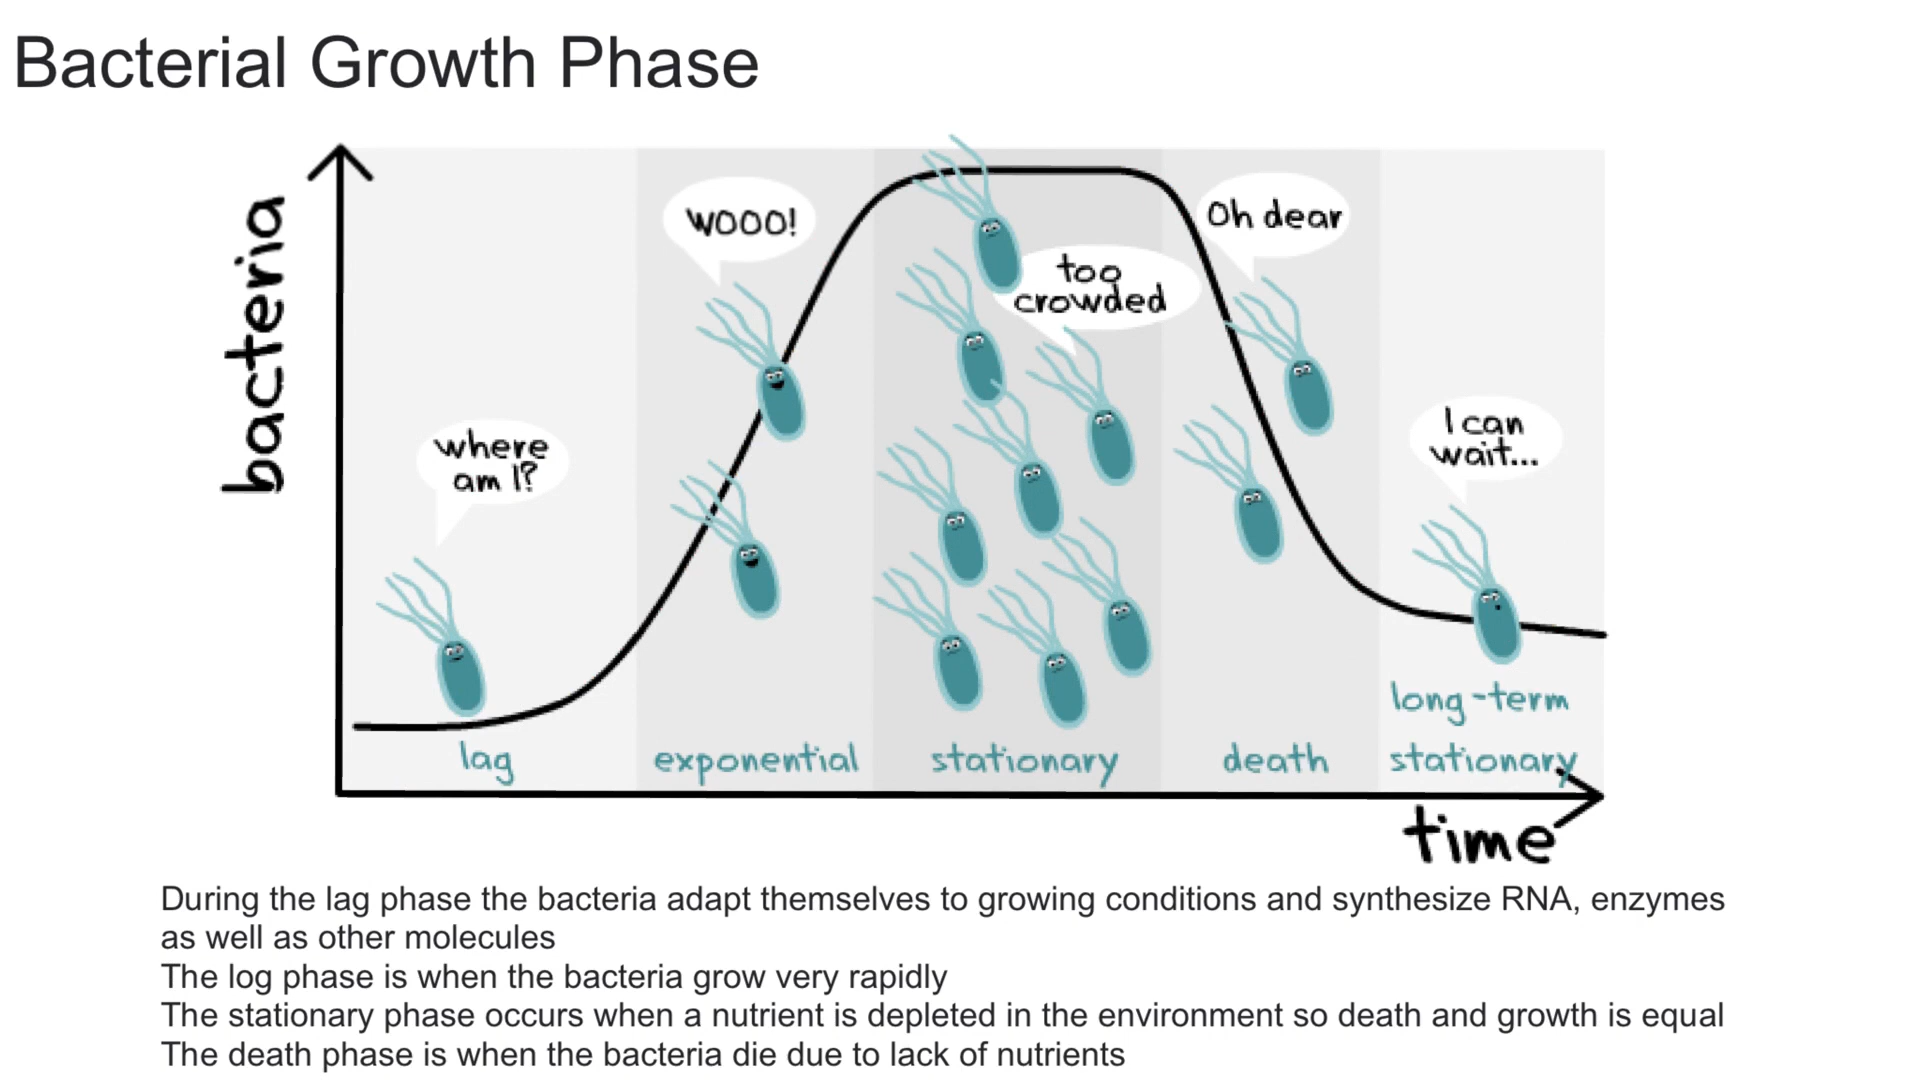 Bacterial Growth Phase
bacteria
where
am I?
WOOO!
too
crowded
Oh dear
I can
wait...
lag
exponential
stationary
death
long-term
stationary
time
During the lag phase the bacteria adapt themselves to growing conditions and synthesize RNA, enzymes
as well as other molecules
The log phase is when the bacteria grow very rapidly
The stationary phase occurs when a nutrient is depleted in the environment so death and growth is equal
The death phase is when the bacteria die due to lack of nutrients